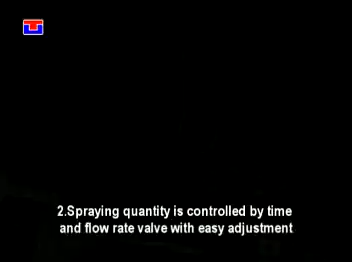 2.Spraying quantity is controlled by time
and flow rate valve with easy adjustment